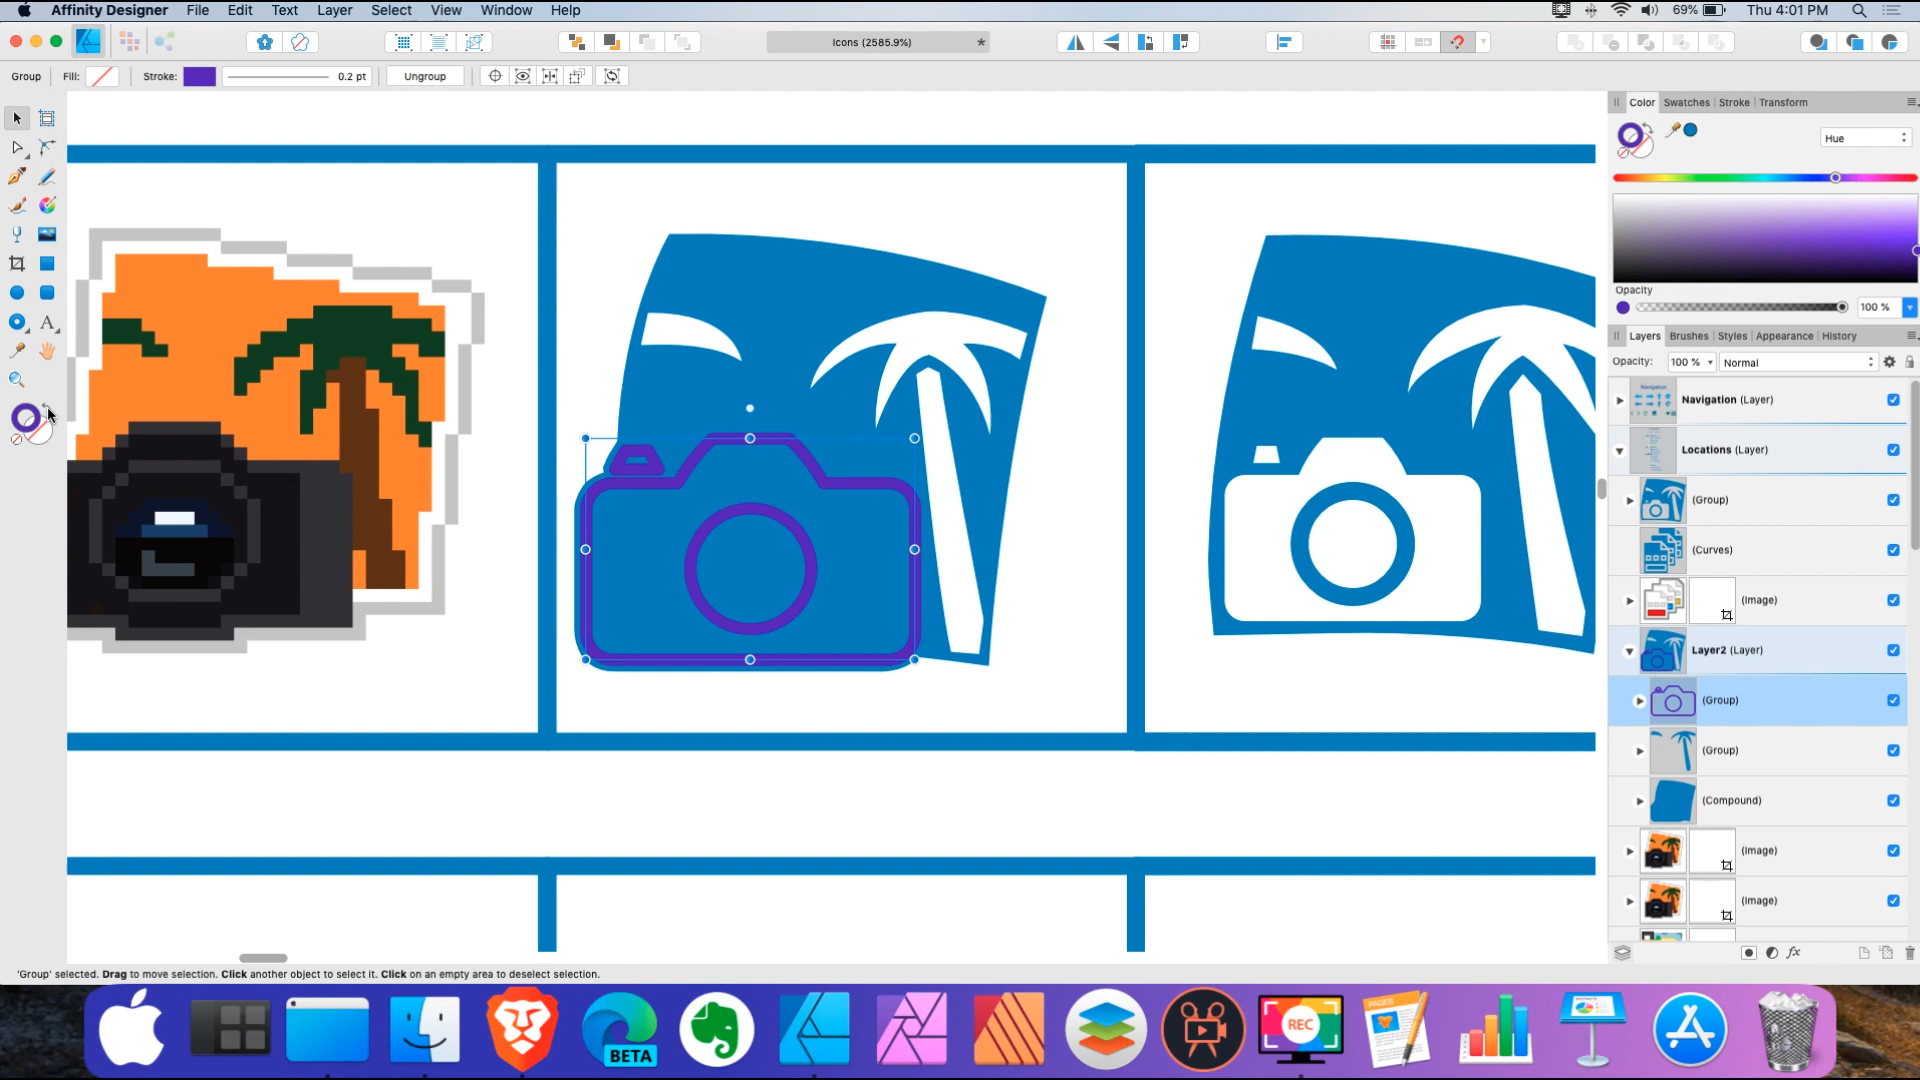 Affinity Designer File Edit Text Layer Select View Window Help 69% Thu 4:01 PM
Icons (2585.9%) *
Group Fill: Stroke: 0.2 pt Ungroup
Color Swatches Stroke Transform
Hue
Opacity
100 %
Layers Brushes Styles Appearance History
Opacity: 100 % Normal
Navigation (Layer)
Locations (Layer)
(Group)
(Curves)
(Image)
Layer2 (Layer)
(Group)
(Group)
(Compound)
(Image)
(Image)
fx
'Group' selected. Drag to move selection. Click another object to select it. Click on an empty area to deselect selection.
BETA
REC
PAGES